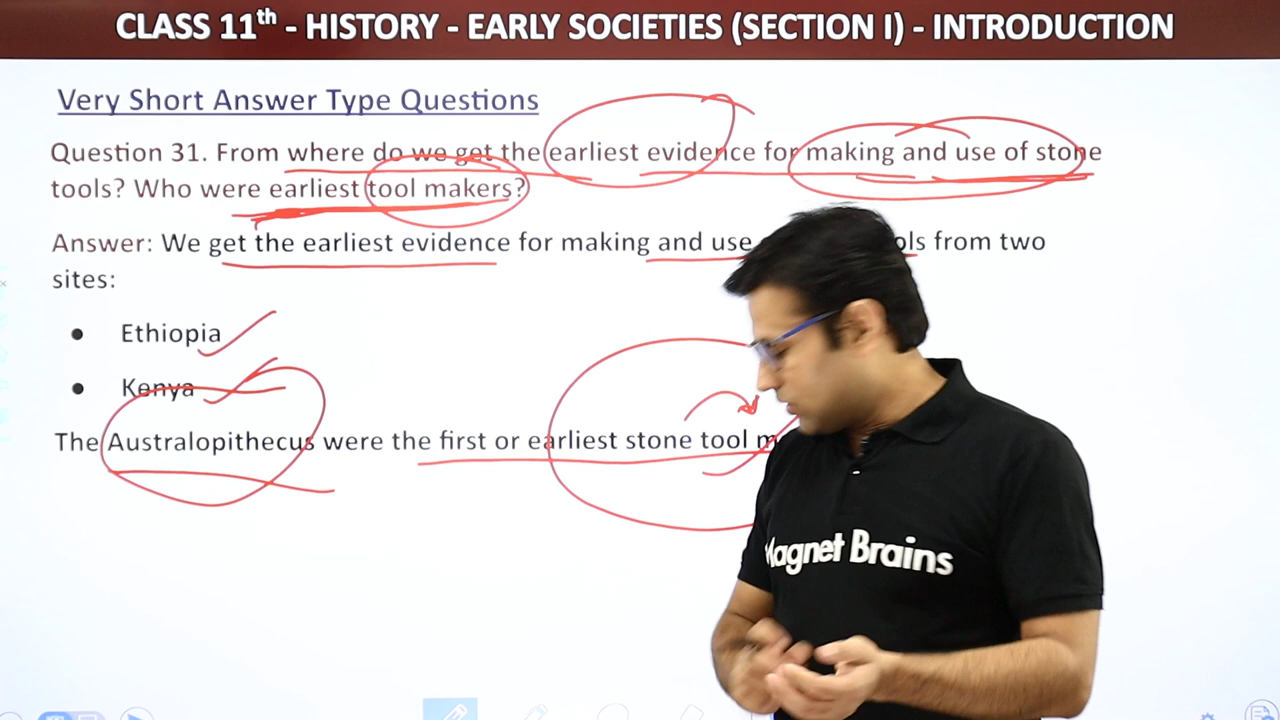 CLASS 11th - HISTORY - EARLY SOCIETIES (SECTION I) - INTRODUCTION
Very Short Answer Type Questions
Question 31. From where do we get the earliest evidence for making and use of stone
tools? Who were earliest tool makers?
Answer: We get the earliest evidence for making and use from two
sites:
● Ethiopia
● Kenya
The Australopithecus were the first or earliest stone tool
Magnet Brains